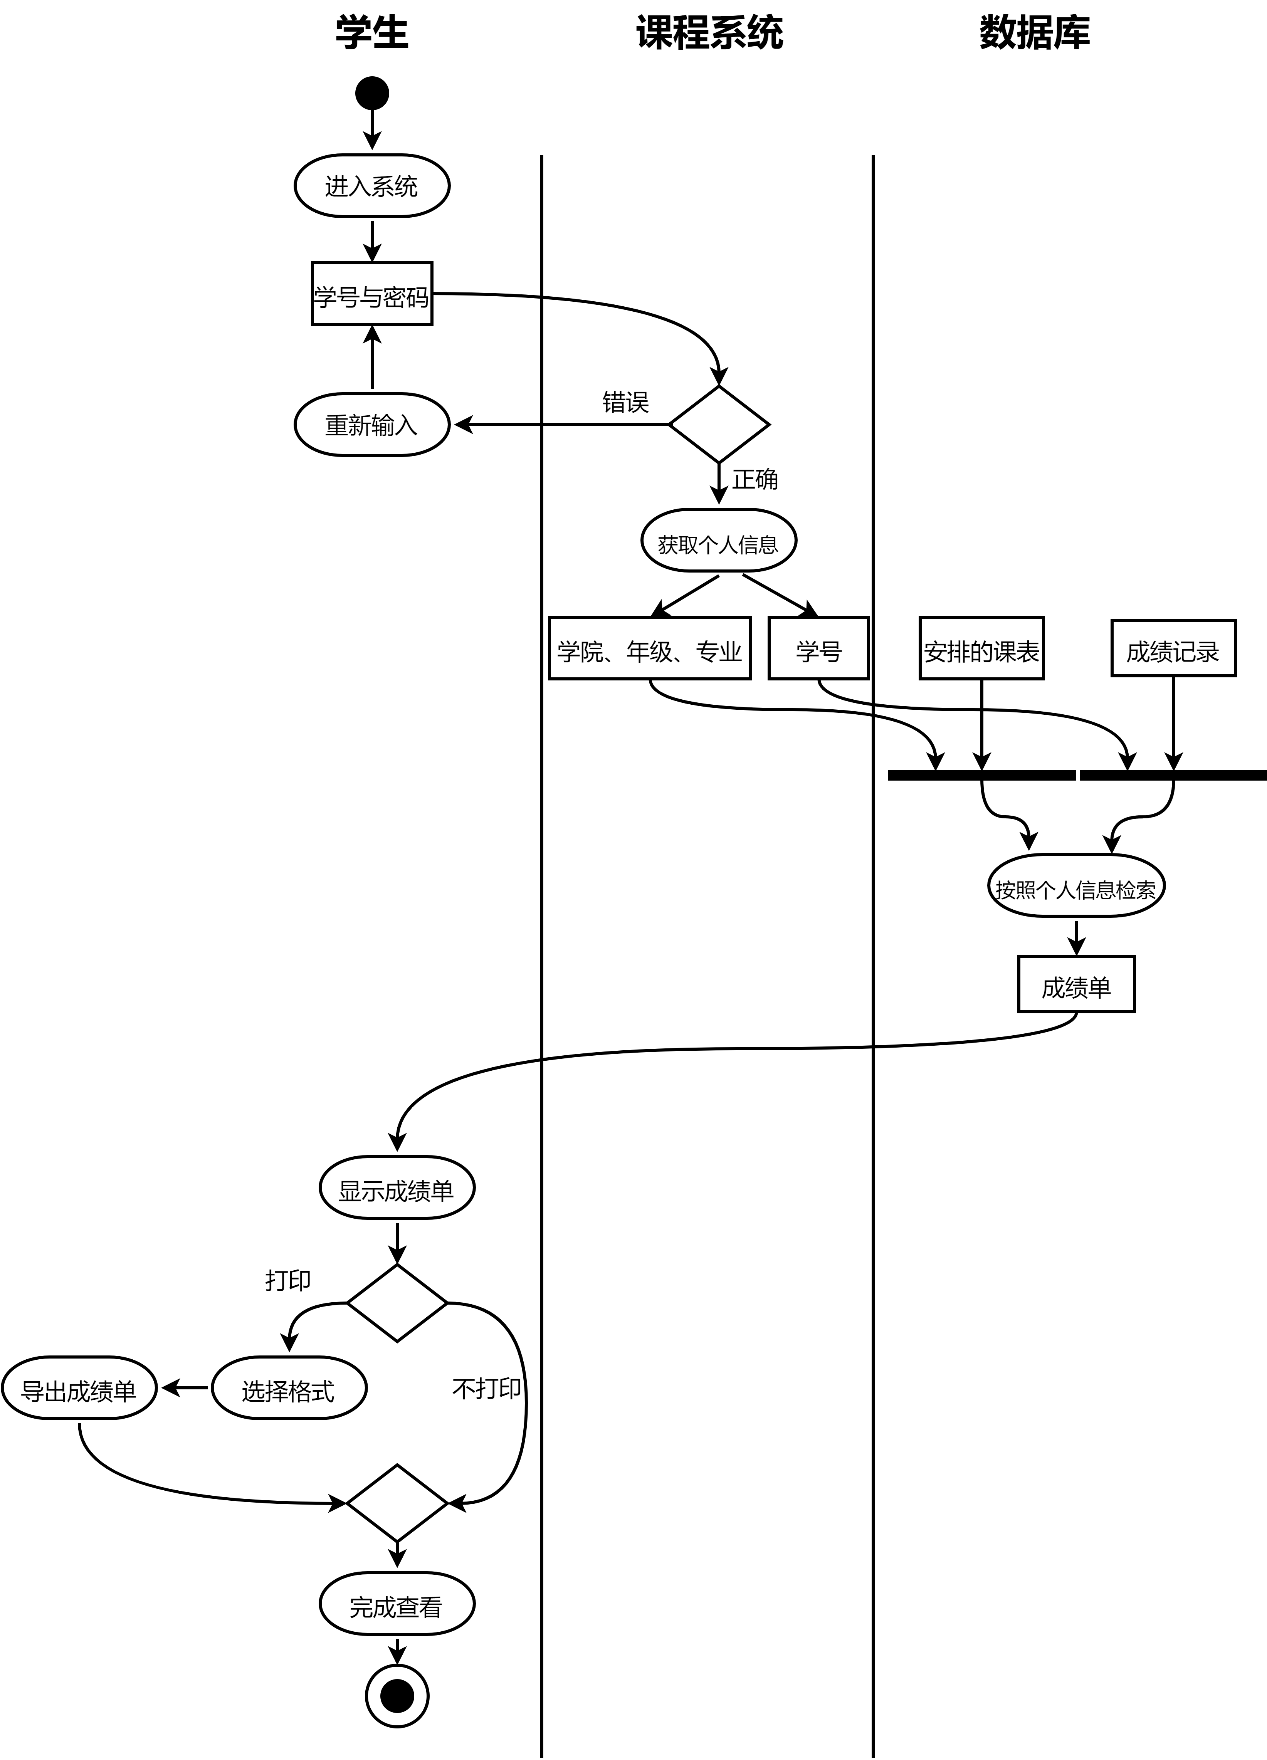 学生
课程系统
数据库
进入系统
学号与密码
错误
重新输入
正确
获取个人信息
学院、年级、专业
学号
安排的课表
成绩记录
按照个人信息检索
成绩单
显示成绩单
打印
不打印
导出成绩单
选择格式
完成查看